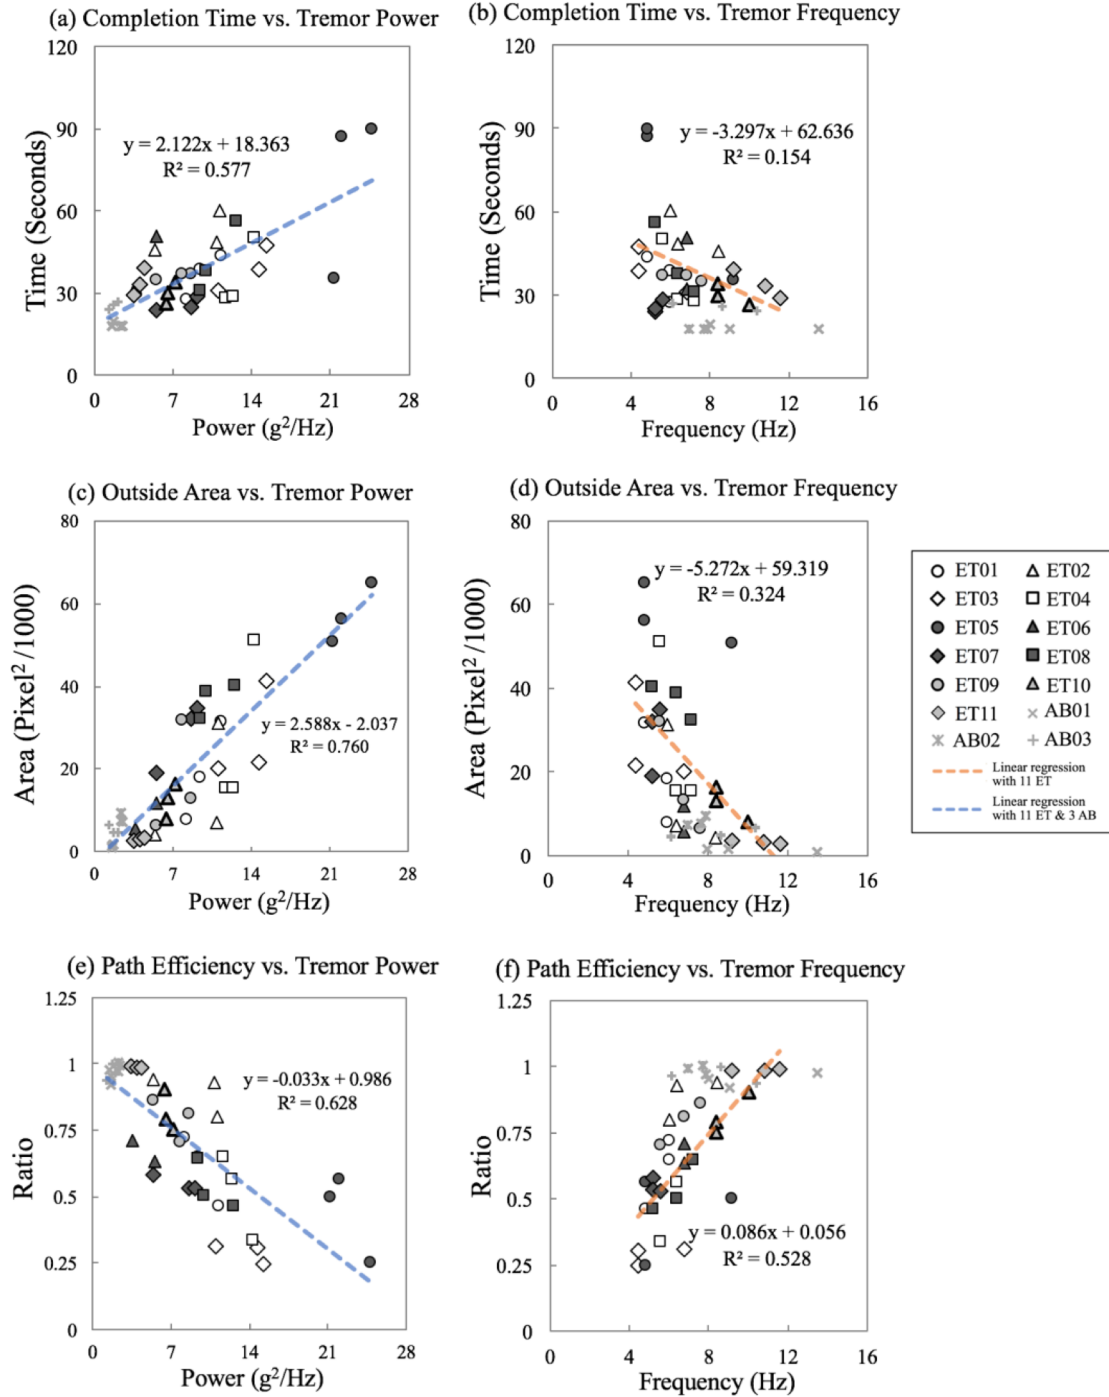 (a) Completion Time vs. Tremor Power
120
90
60
30
0
0 7 14 21 28
Time (Seconds)
Power (g²/Hz)
y = 2.122x + 18.363
R² = 0.577
(b) Completion Time vs. Tremor Frequency
120
90
60
30
0
0 4 8 12 16
Time (Seconds)
Frequency (Hz)
y = -3.297x + 62.636
R² = 0.154
(c) Outside Area vs. Tremor Power
80
60
40
20
0
0 7 14 21 28
Area (Pixel² /1000)
Power (g²/Hz)
y = 2.588x - 2.037
R² = 0.760
(d) Outside Area vs. Tremor Frequency
80
60
40
20
0
0 4 8 12 16
Area (Pixel² /1000)
Frequency (Hz)
y = -5.272x + 59.319
R² = 0.324
ET01 ET02
ET03 ET04
ET05 ET06
ET07 ET08
ET09 ET10
ET11 AB01
AB02 AB03
Linear regression
with 11 ET
Linear regression
with 11 ET & 3 AB
(e) Path Efficiency vs. Tremor Power
1.25
1
0.75
0.5
0.25
0
0 7 14 21 28
Ratio
Power (g²/Hz)
y = -0.033x + 0.986
R² = 0.628
(f) Path Efficiency vs. Tremor Frequency
1.25
1
0.75
0.5
0.25
0
0 4 8 12 16
Ratio
Frequency (Hz)
y = 0.086x + 0.056
R² = 0.528